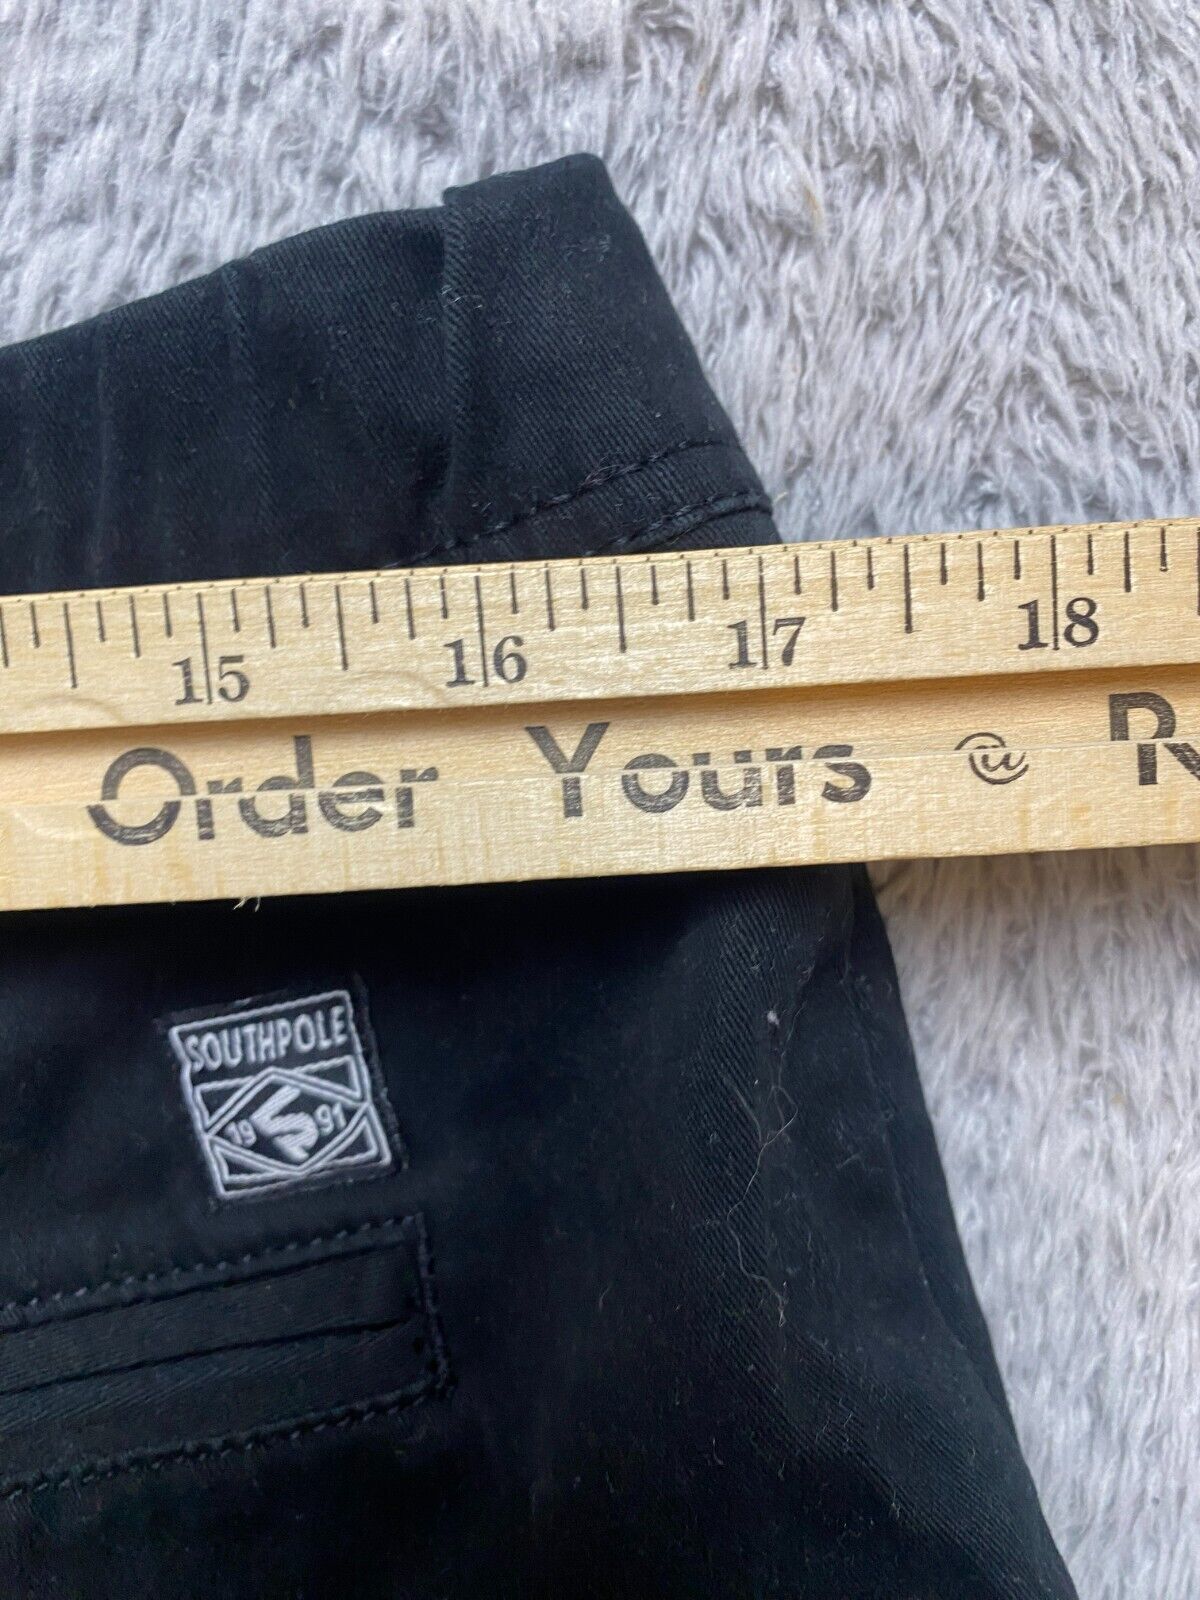 15 16 17 18
Order Yours @ R
SOUTHPOLE
19 91